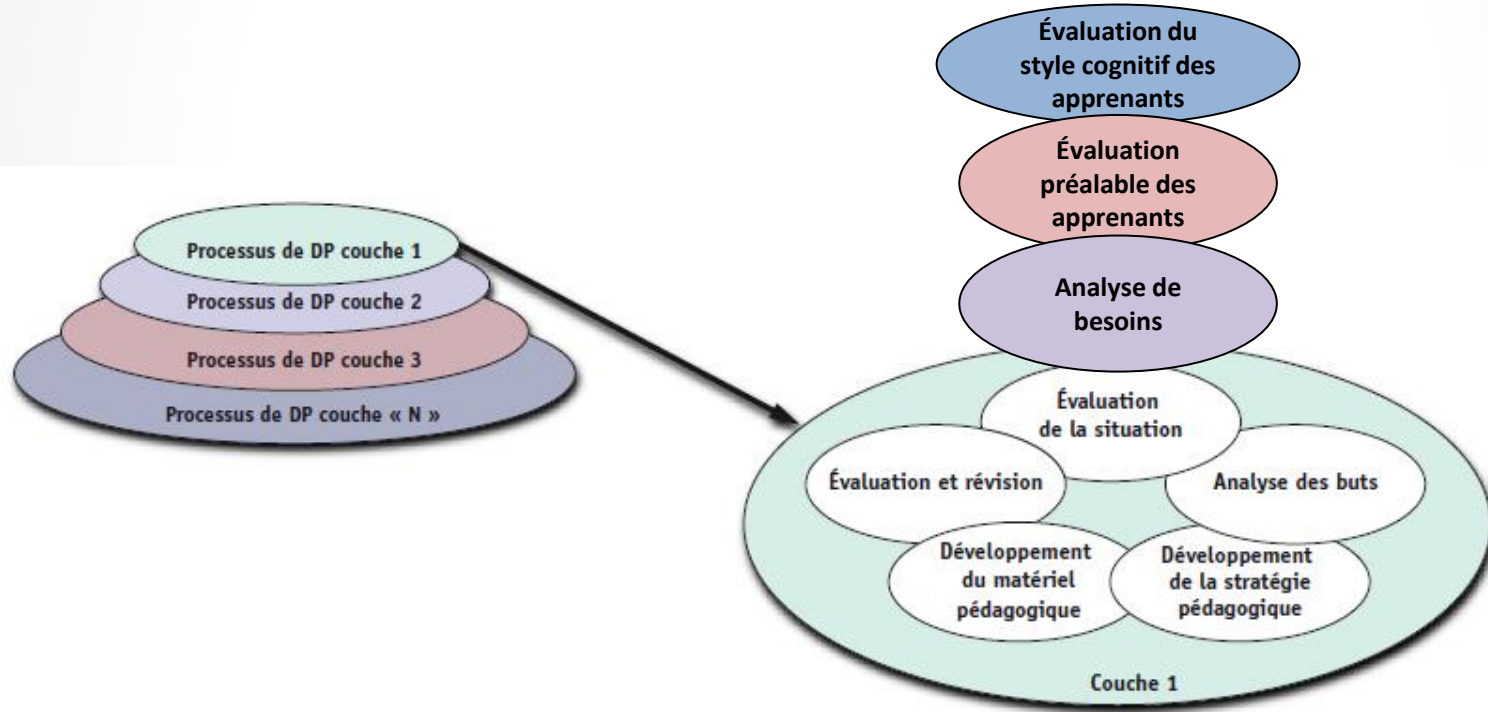 Évaluation du
style cognitif des
apprenants
Évaluation
préalable des
apprenants
Analyse de
besoins
Processus de DP couche 1
Processus de DP couche 2
Processus de DP couche 3
Processus de DP couche « N »
Évaluation
de la situation
Évaluation et révision
Analyse des buts
Développement
du matériel
pédagogique
Développement
de la stratégie
pédagogique
Couche 1